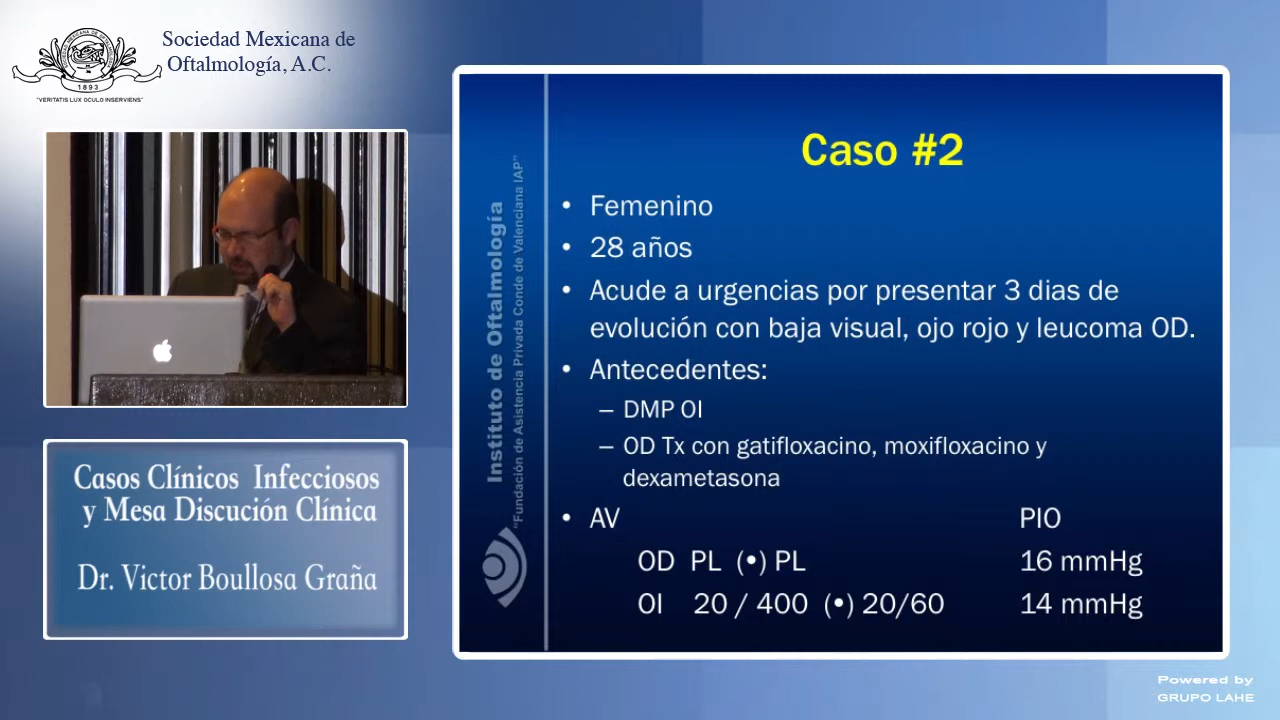 Sociedad Mexicana de
Oftalmología, A.C.
1893
"VERITATIS LUX OCULO INSERVIENS"
Casos Clínicos Infecciosos
y Mesa Discución Clínica
Dr. Victor Boullosa Graña
Instituto de Oftalmología
"Fundación de Asistencia Privada Conde de Valenciana IAP"
Caso #2
• Femenino
• 28 años
• Acude a urgencias por presentar 3 dias de
evolución con baja visual, ojo rojo y leucoma OD.
• Antecedentes:
– DMP OI
– OD Tx con gatifloxacino, moxifloxacino y
dexametasona
• AV PIO
OD PL (•) PL 16 mmHg
OI 20 / 400 (•) 20/60 14 mmHg
Powered by
GRUPO LAHE